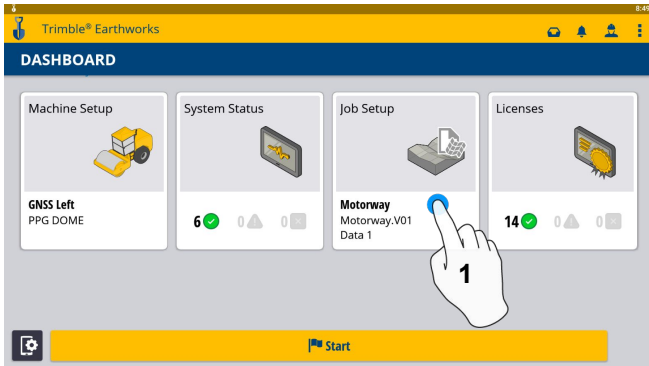 8:49
Trimble® Earthworks
DASHBOARD
Machine Setup
GNSS Left
PPG DOME
System Status
6 0 0
Job Setup
Motorway
Motorway.V01
Data 1
Licenses
14 0 0
1
Start